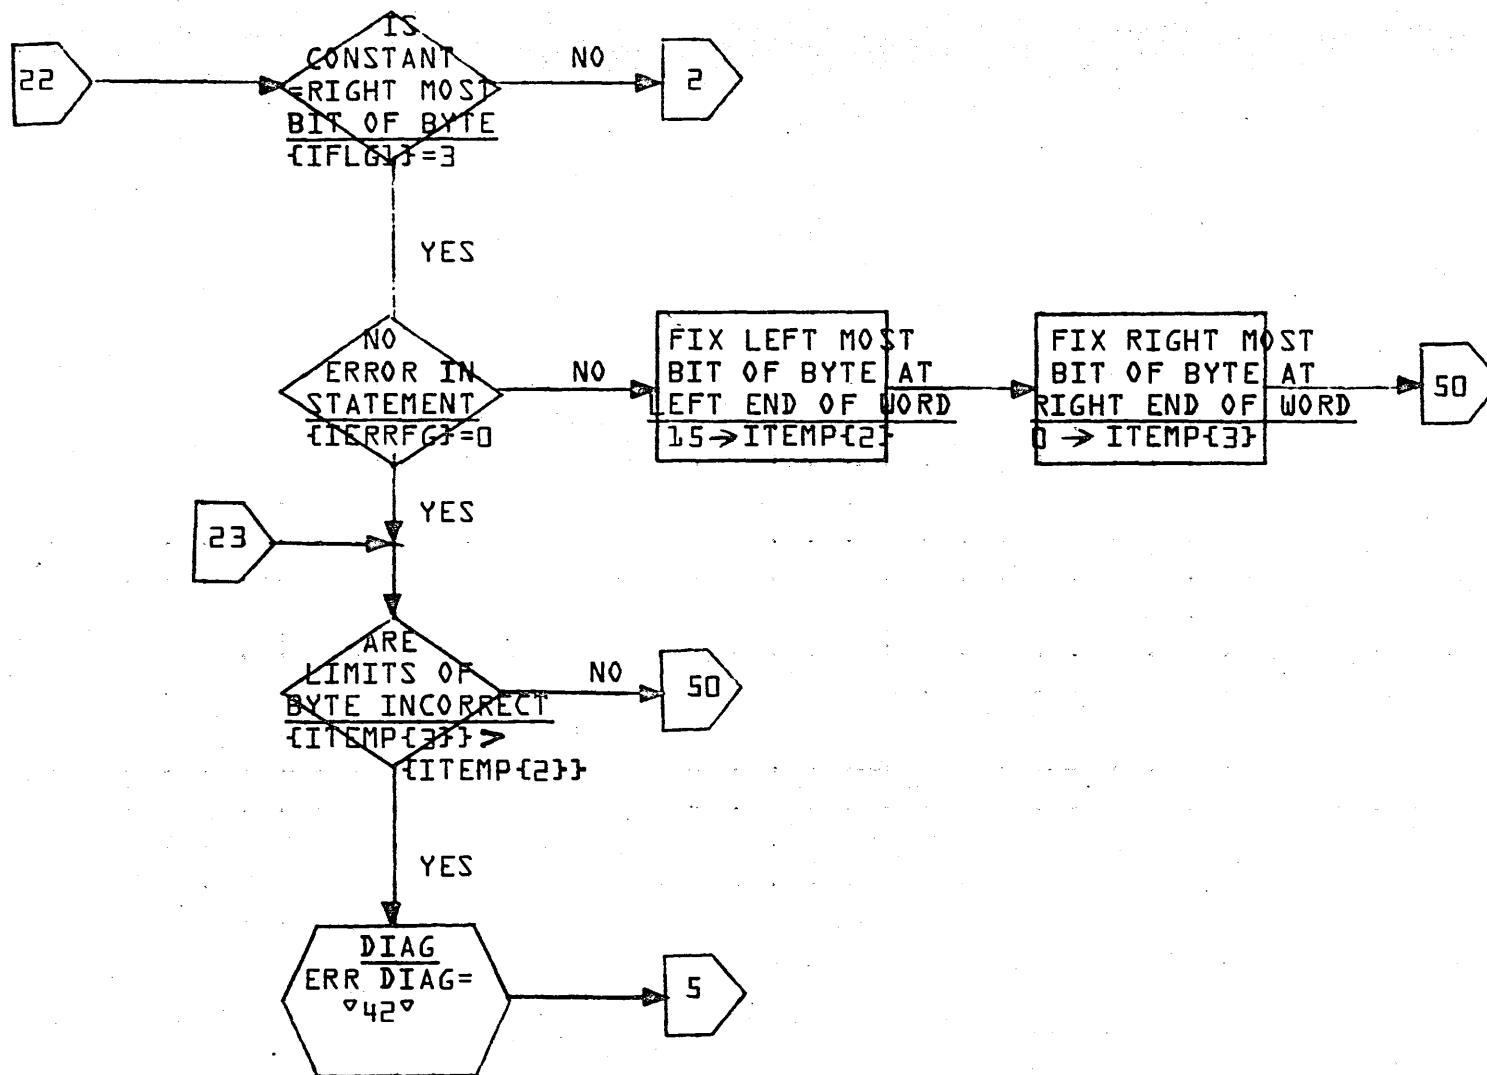 22
IS
CONSTANT
=RIGHT MOST
BIT OF BYTE
{IFLG1}=3
NO
2
YES
NO
ERROR IN
STATEMENT
{IERRFG}=0
NO
FIX LEFT MOST
BIT OF BYTE AT
LEFT END OF WORD
15→ITEMP{2}
FIX RIGHT MOST
BIT OF BYTE AT
RIGHT END OF WORD
0 → ITEMP{3}
50
YES
23
ARE
LIMITS OF
BYTE INCORRECT
{ITEMP{3}} >
{ITEMP{2}}
NO
50
YES
DIAG
ERR DIAG=
▽42▽
5